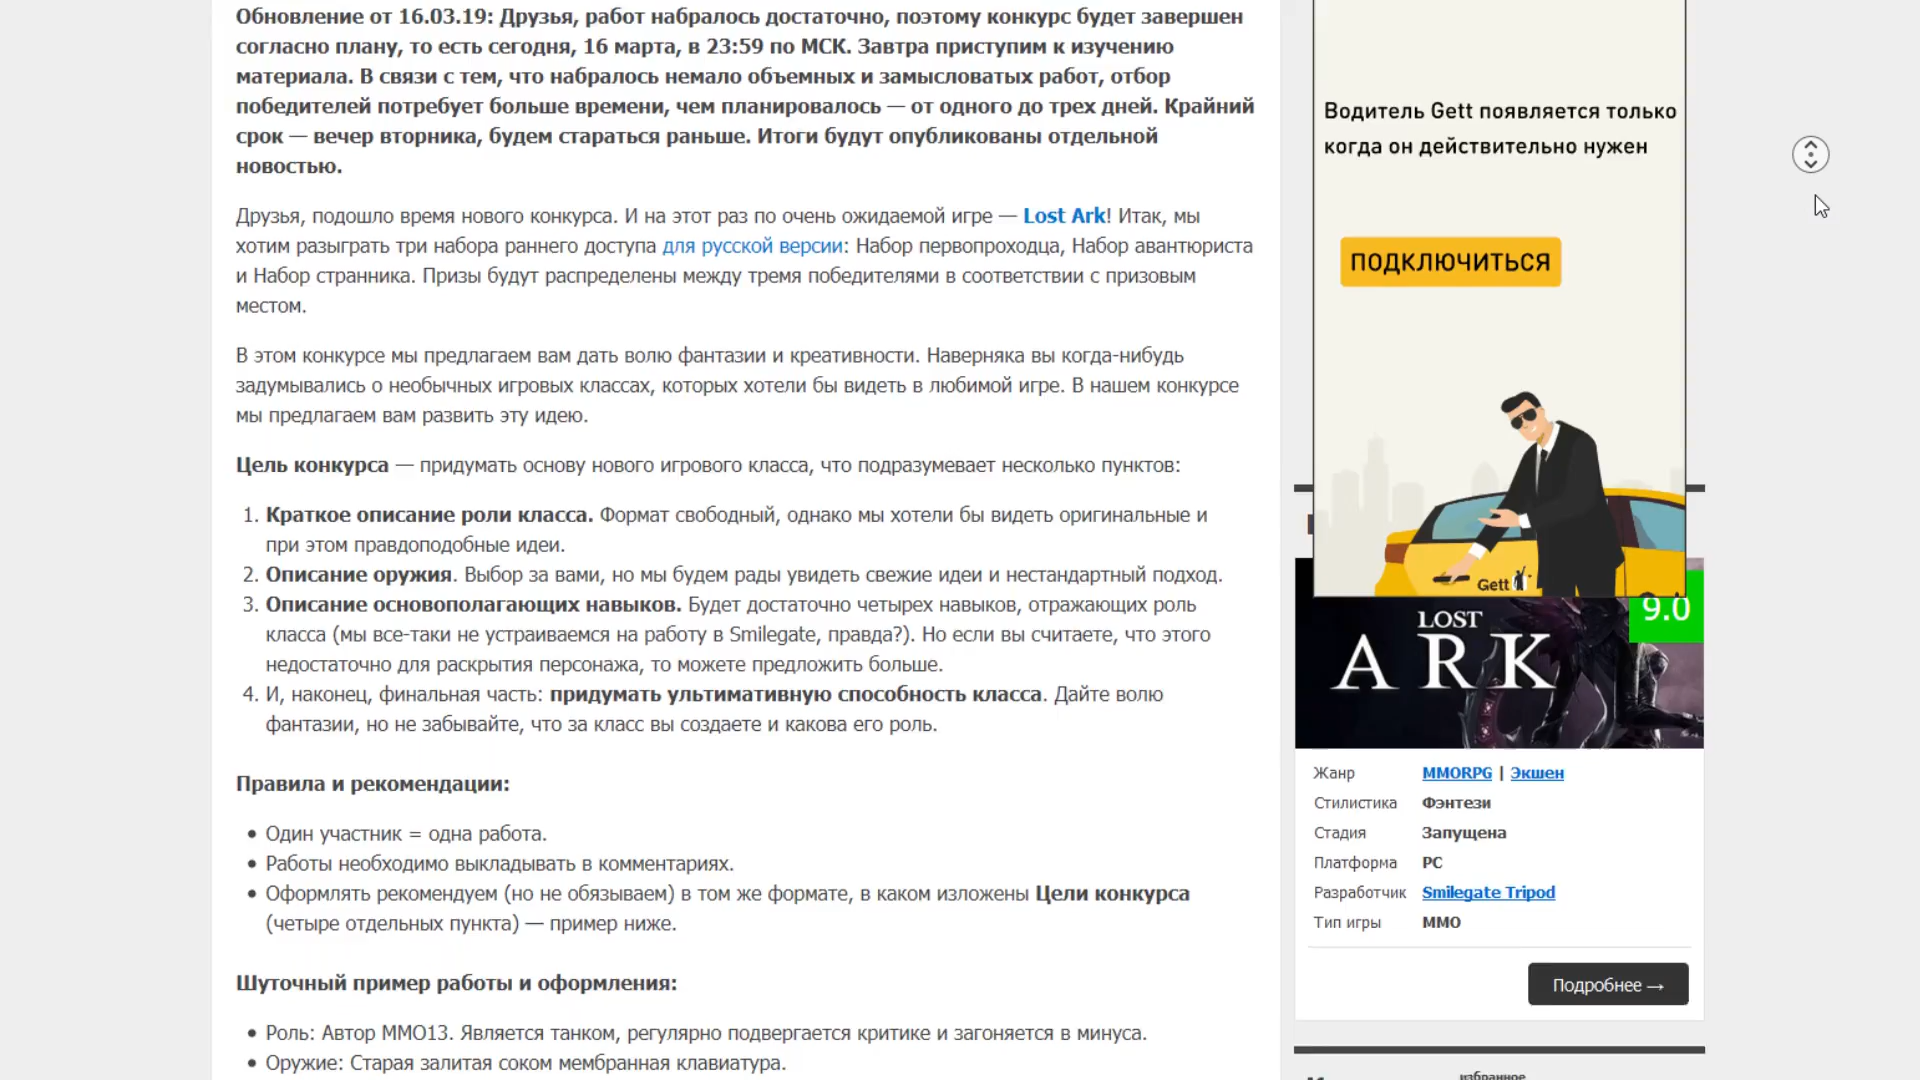 Обновление от 16.03.19: Друзья, работ набралось достаточно, поэтому конкурс будет завершен
согласно плану, то есть сегодня, 16 марта, в 23:59 по МСК. Завтра приступим к изучению
материала. В связи с тем, что набралось немало объемных и замысловатых работ, отбор
победителей потребует больше времени, чем планировалось — от одного до трех дней. Крайний
срок — вечер вторника, будем стараться раньше. Итоги будут опубликованы отдельной
новостью.
Друзья, подошло время нового конкурса. И на этот раз по очень ожидаемой игре — Lost Ark! Итак, мы
хотим разыграть три набора раннего доступа для русской версии: Набор первопроходца, Набор авантюриста
и Набор странника. Призы будут распределены между тремя победителями в соответствии с призовым
местом.
В этом конкурсе мы предлагаем вам дать волю фантазии и креативности. Наверняка вы когда-нибудь
задумывались о необычных игровых классах, которых хотели бы видеть в любимой игре. В нашем конкурсе
мы предлагаем вам развить эту идею.
Цель конкурса — придумать основу нового игрового класса, что подразумевает несколько пунктов:
1. Краткое описание роли класса. Формат свободный, однако мы хотели бы видеть оригинальные и
при этом правдоподобные идеи.
2. Описание оружия. Выбор за вами, но мы будем рады увидеть свежие идеи и нестандартный подход.
3. Описание основополагающих навыков. Будет достаточно четырех навыков, отражающих роль
класса (мы все-таки не устраиваемся на работу в Smilegate, правда?). Но если вы считаете, что этого
недостаточно для раскрытия персонажа, то можете предложить больше.
4. И, наконец, финальная часть: придумать ультимативную способность класса. Дайте волю
фантазии, но не забывайте, что за класс вы создаете и какова его роль.
Правила и рекомендации:
• Один участник = одна работа.
• Работы необходимо выкладывать в комментариях.
• Оформлять рекомендуем (но не обязываем) в том же формате, в каком изложены Цели конкурса
(четыре отдельных пункта) — пример ниже.
Шуточный пример работы и оформления:
• Роль: Автор ММО13. Является танком, регулярно подвергается критике и загоняется в минуса.
• Оружие: Старая залитая соком мембранная клавиатура.
Водитель Gett появляется только
когда он действительно нужен
ПОДКЛЮЧИТЬСЯ
Gett
9.0
LOST
ARK
Жанр MMORPG | Экшен
Стилистика Фэнтези
Стадия Запущена
Платформа PC
Разработчик Smilegate Tripod
Тип игры ММО
Подробнее →
избранное